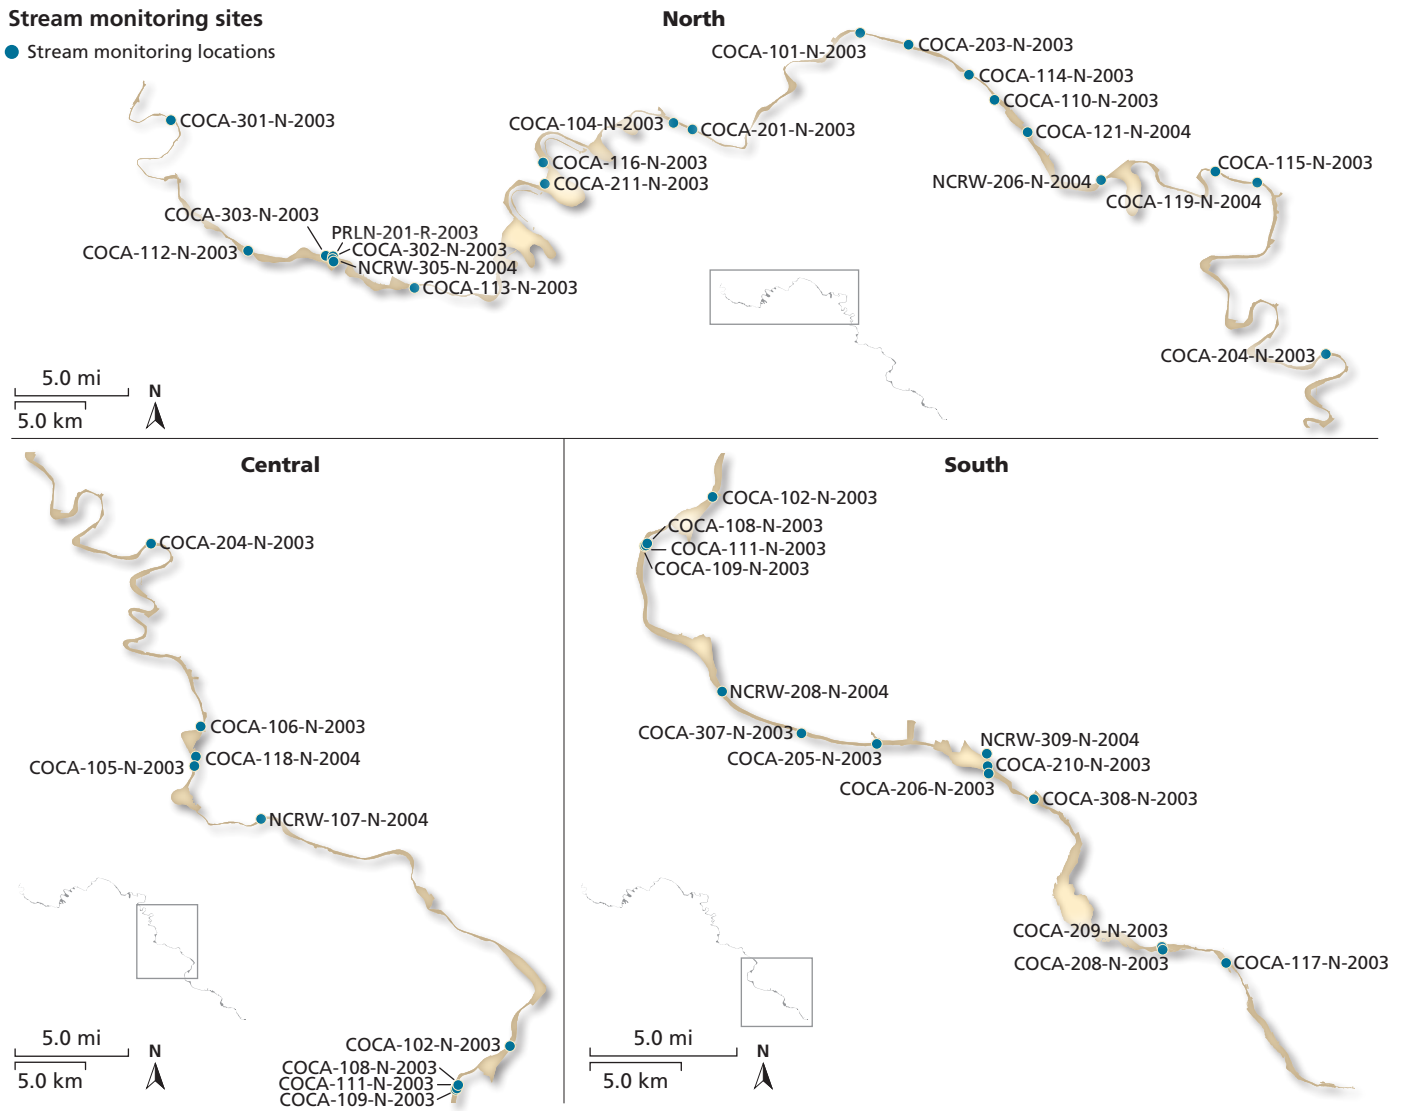 Stream monitoring sites
Stream monitoring locations
North
COCA-101-N-2003
COCA-203-N-2003
COCA-114-N-2003
COCA-110-N-2003
COCA-301-N-2003
COCA-104-N-2003
COCA-201-N-2003
COCA-121-N-2004
COCA-116-N-2003
COCA-115-N-2003
COCA-211-N-2003
NCRW-206-N-2004
COCA-119-N-2004
COCA-303-N-2003
PRLN-201-R-2003
COCA-112-N-2003
COCA-302-N-2003
NCRW-305-N-2004
COCA-113-N-2003
COCA-204-N-2003
5.0 mi
5.0 km
N
Central
COCA-204-N-2003
COCA-106-N-2003
COCA-118-N-2004
COCA-105-N-2003
NCRW-107-N-2004
COCA-102-N-2003
COCA-108-N-2003
COCA-111-N-2003
COCA-109-N-2003
5.0 mi
5.0 km
N
South
COCA-102-N-2003
COCA-108-N-2003
COCA-111-N-2003
COCA-109-N-2003
NCRW-208-N-2004
COCA-307-N-2003
COCA-205-N-2003
NCRW-309-N-2004
COCA-210-N-2003
COCA-206-N-2003
COCA-308-N-2003
COCA-209-N-2003
COCA-208-N-2003
COCA-117-N-2003
5.0 mi
5.0 km
N